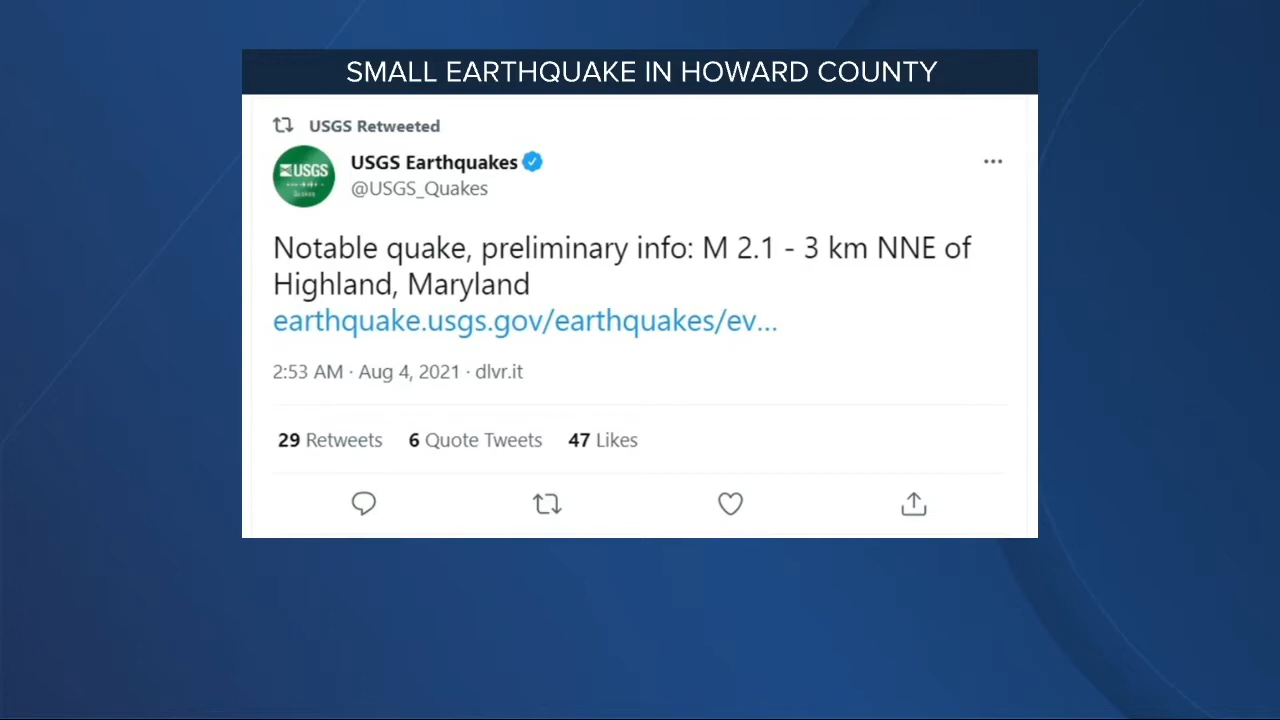 SMALL EARTHQUAKE IN HOWARD COUNTY
USGS Retweeted
USGS
Quakes
USGS Earthquakes
@USGS_Quakes
Notable quake, preliminary info: M 2.1 - 3 km NNE of
Highland, Maryland
earthquake.usgs.gov/earthquakes/ev...
2:53 AM · Aug 4, 2021 · dlvr.it
29 Retweets 6 Quote Tweets 47 Likes